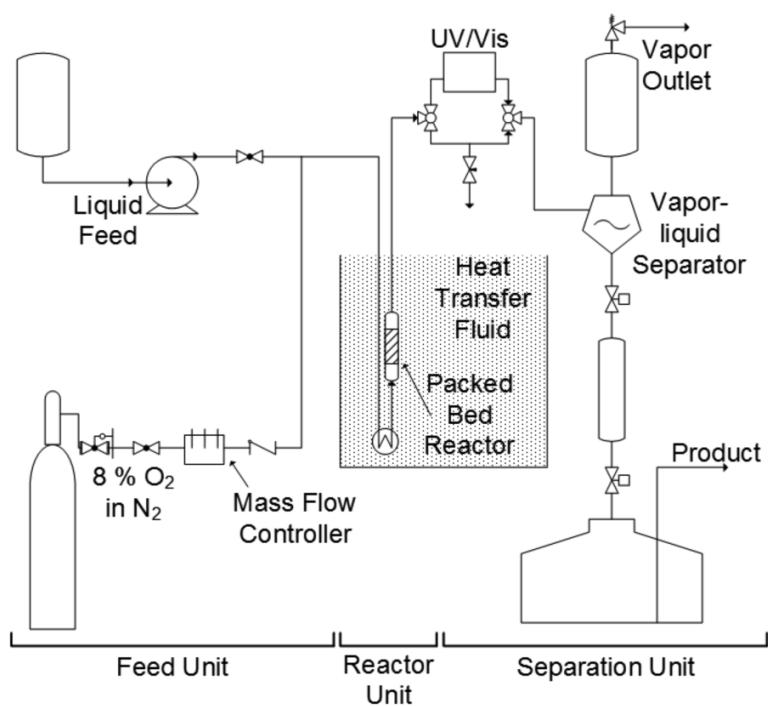 UV/Vis
Vapor
Outlet
Liquid
Feed
Vapor-
liquid
Separator
Heat
Transfer
Fluid
Packed
Bed
Reactor
8 % O₂
in N₂
Mass Flow
Controller
Product
Feed Unit
Reactor
Unit
Separation Unit